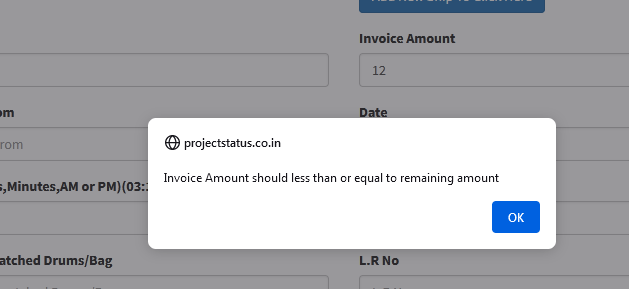 Invoice Amount
12
om
Date
rom
projectstatus.co.in
Invoice Amount should less than or equal to remaining amount
s,Minutes,AM or PM)(03:
OK
atched Drums/Bag
L.R No